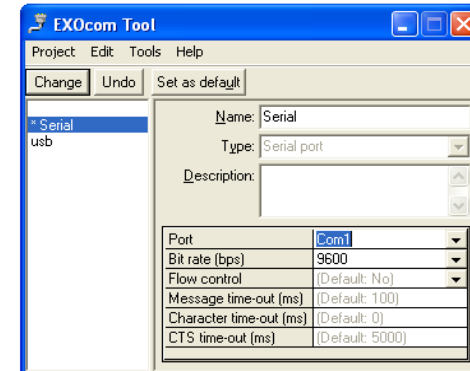 EXOcom Tool
Project Edit Tools Help
Change Undo Set as default
* Serial
usb
Name: Serial
Type: Serial port
Description:
Port Com1
Bit rate (bps) 9600
Flow control (Default: No)
Message time-out (ms) (Default: 100)
Character time-out (ms) (Default: 0)
CTS time-out (ms) (Default: 5000)